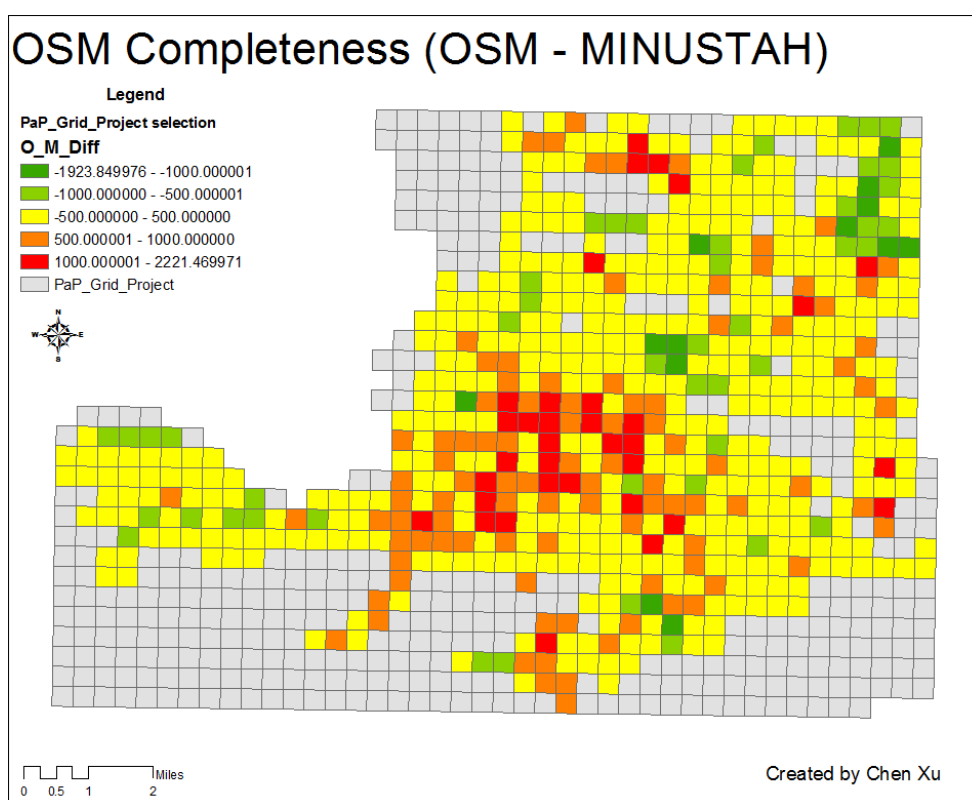 OSM Completeness (OSM - MINUSTAH)
Legend
PaP_Grid_Project selection
O_M_Diff
-1923.849976 - -1000.000001
-1000.000000 - -500.000001
-500.000000 - 500.000000
500.000001 - 1000.000000
1000.000001 - 2221.469971
PaP_Grid_Project
N
W E
S
Miles
0 0.5 1 2
Created by Chen Xu